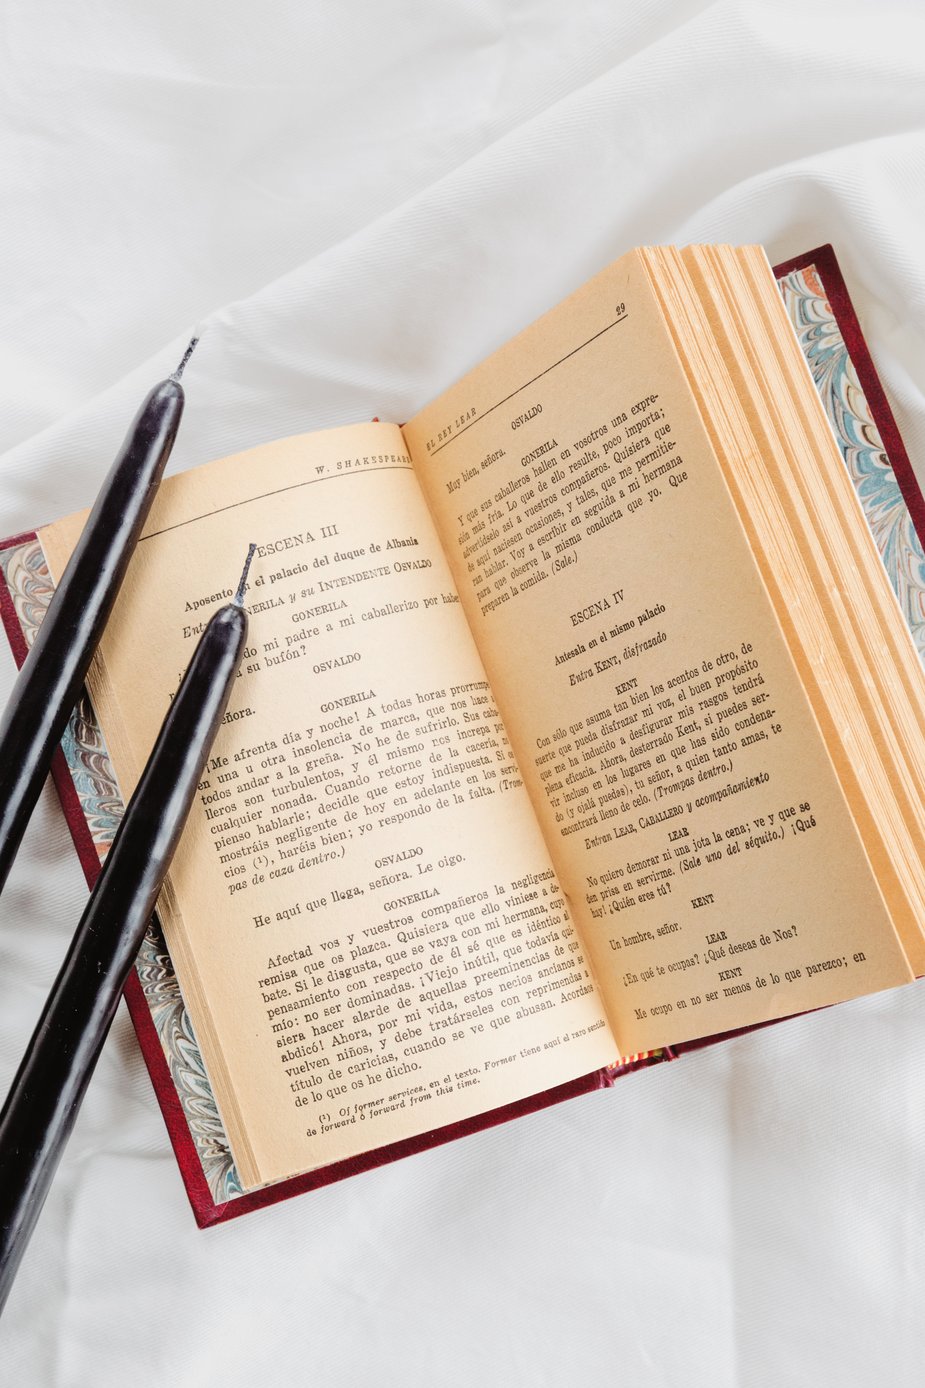 W. SHAKESPEARE
ESCENA III
Aposento el palacio del duque de Albania
GONERILA y su INTENDENTE OSVALDO
GONERILA
mi padre a mi caballerizo por haber
su bufón?
OSVALDO
GONERILA
¡Me afrenta día y noche! A todas horas prorrumpe
en una u otra insolencia de marca, que nos hace a
todos andar a la greña. No he de sufrirlo. Sus caba-
lleros son turbulentos, y él mismo nos increpa por
cualquier nonada. Cuando retorne de la cacería, no
pienso hablarle; decidle que estoy indispuesta. Si os
mostráis negligente de hoy en adelante en los servi-
cios (¹), haréis bien; yo respondo de la falta. (Trom-
pas de caza dentro.)
OSVALDO
He aquí que llega, señora. Le oigo.
GONERILA
Afectad vos y vuestros compañeros la negligencia
remisa que os plazca. Quisiera que ello viniese a de-
bate. Si le disgusta, que se vaya con mi hermana, cuyo
pensamiento con respecto de él sé que es idéntico al
mío: no ser dominadas. ¡Viejo inútil, que todavía qui-
siera hacer alarde de aquellas preeminencias de que
abdicó! Ahora, por mi vida, estos necios ancianos se
vuelven niños, y debe tratárseles con reprimendas a
título de caricias, cuando se ve que abusan. Acordaos
de lo que os he dicho.
(¹) Of former services, en el texto. Former tiene aquí el raro sentido
de forward o forward from this time.
EL REY LEAR 29
OSVALDO
Muy bien, señora.
GONERILA
Y que sus caballeros hallen en vosotros una expre-
sión más fría. Lo que de ello resulte, poco importa;
advertídselo así a vuestros compañeros. Quisiera que
de aquí naciesen ocasiones, y tales, que me permitie-
ran hablar. Voy a escribir en seguida a mi hermana
para que observe la misma conducta que yo. Que
preparen la comida. (Sale.)
ESCENA IV
Antesala en el mismo palacio
Entra KENT, disfrazado
KENT
Con sólo que asuma tan bien los acentos de otro, de
suerte que pueda disfrazar mi voz, el buen propósito
que me ha inducido a desfigurar mis rasgos tendrá
plena eficacia. Ahora, desterrado Kent, si puedes ser-
vir incluso en los lugares en que has sido condena-
do (y ojalá puedas), tu señor, a quien tanto amas, te
encontrará lleno de celo. (Trompas dentro.)
Entran LEAR, CABALLERO y acompañamiento
LEAR
No quiero demorar ni una jota la cena; ve y que se
den prisa en servirme. (Sale uno del séquito.) ¡Qué
hay! ¿Quién eres tú?
KENT
Un hombre, señor.
LEAR
¿En qué te ocupas? ¿Qué deseas de Nos?
KENT
Me ocupo en no ser menos de lo que parezco; en